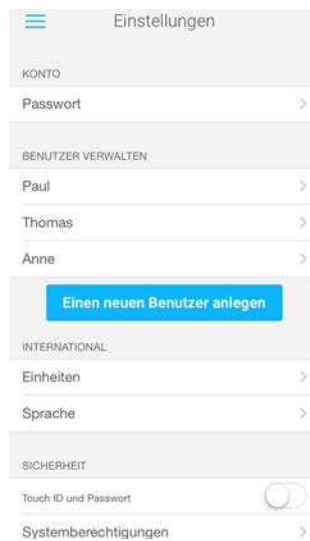 Einstellungen
KONTO
Passwort
BENUTZER VERWALTEN
Paul
Thomas
Anne
Einen neuen Benutzer anlegen
INTERNATIONAL
Einheiten
Sprache
SICHERHEIT
Touch ID und Passwort
Systemberechtigungen